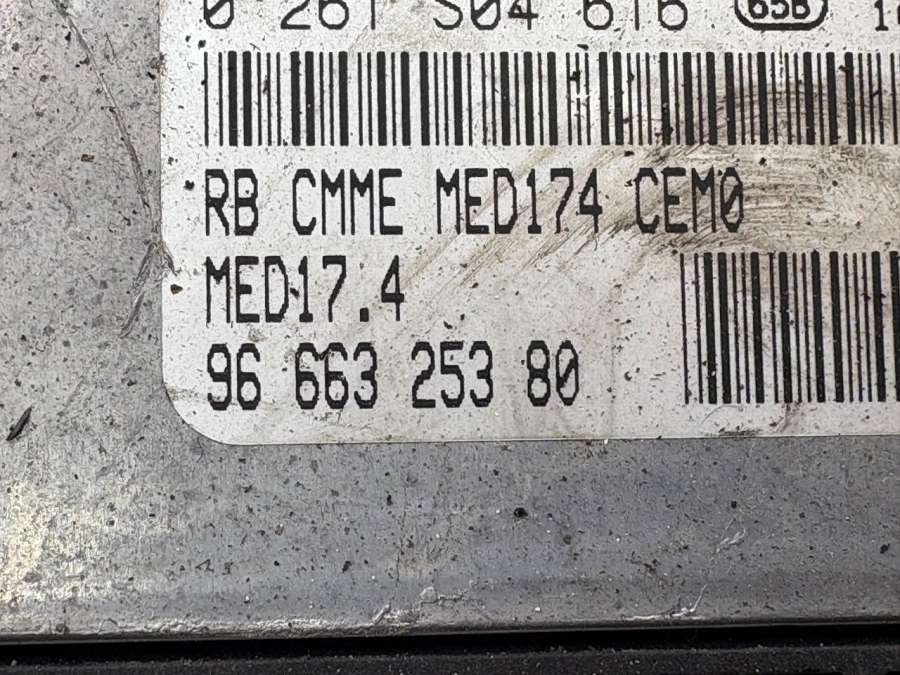 0 261 S04 616 65B
RB CMME MED174 CEM0
MED17.4
96 663 253 80